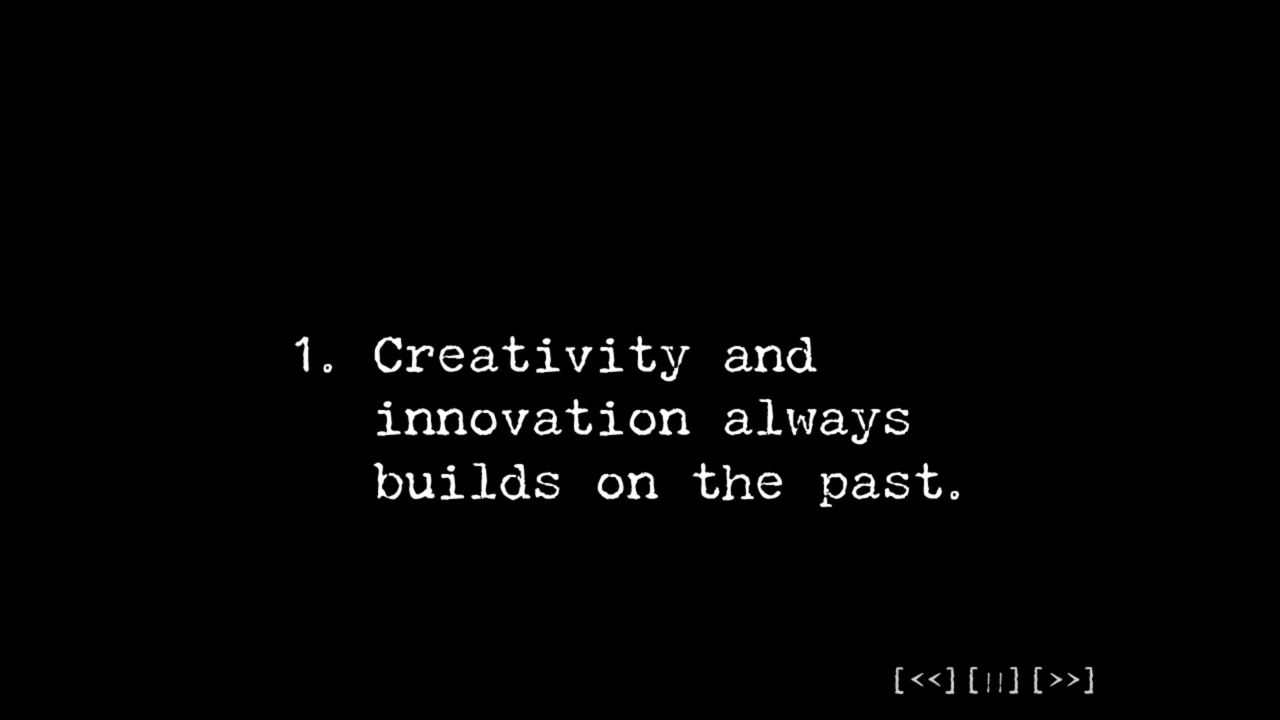 1. Creativity and
innovation always
builds on the past.
[<<] [||] [>>]